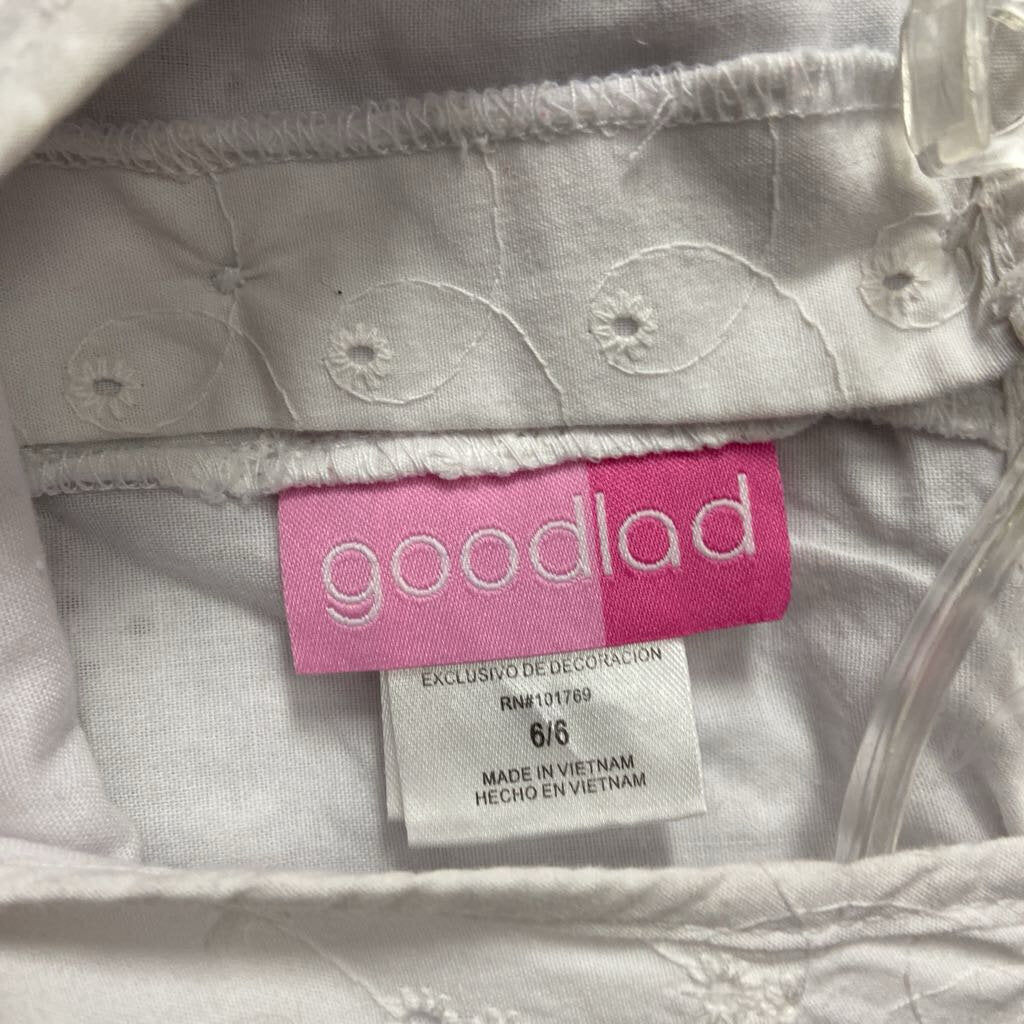 goodlad
EXCLUSIVO DE DECORACION
RN#101769
6/6
MADE IN VIETNAM
HECHO EN VIETNAM